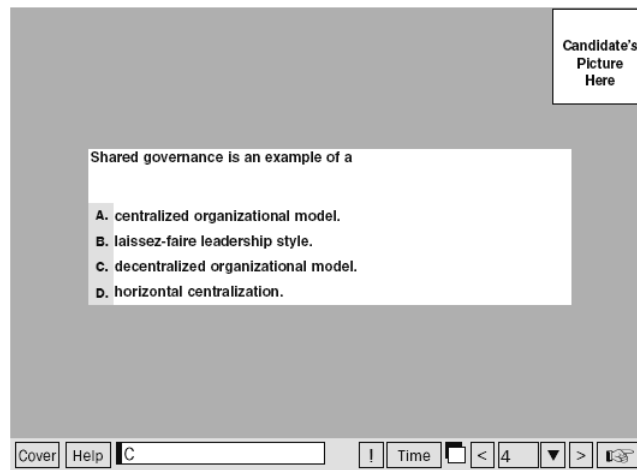 Candidate's
Picture
Here
Shared governance is an example of a
A. centralized organizational model.
B. laissez-faire leadership style.
C. decentralized organizational model.
D. horizontal centralization.
Cover Help C ! Time < 4 ▼ >